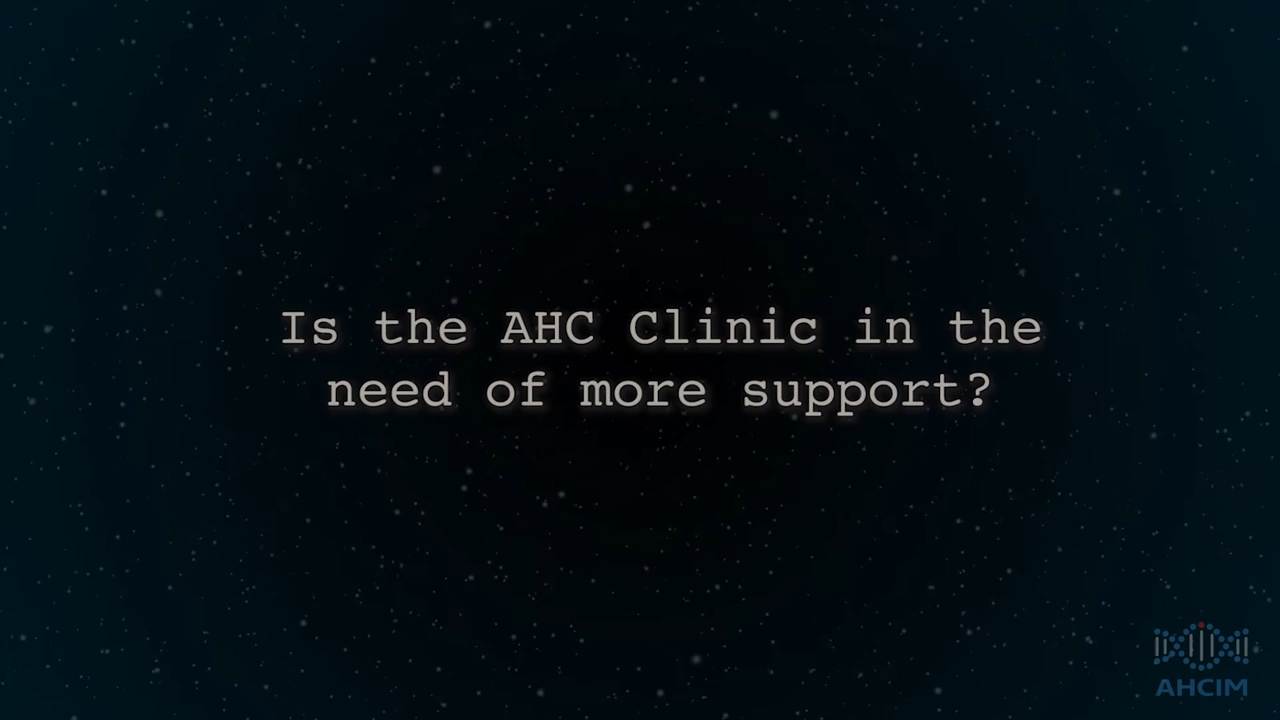 Is the AHC Clinic in the
need of more support?
AHCIM